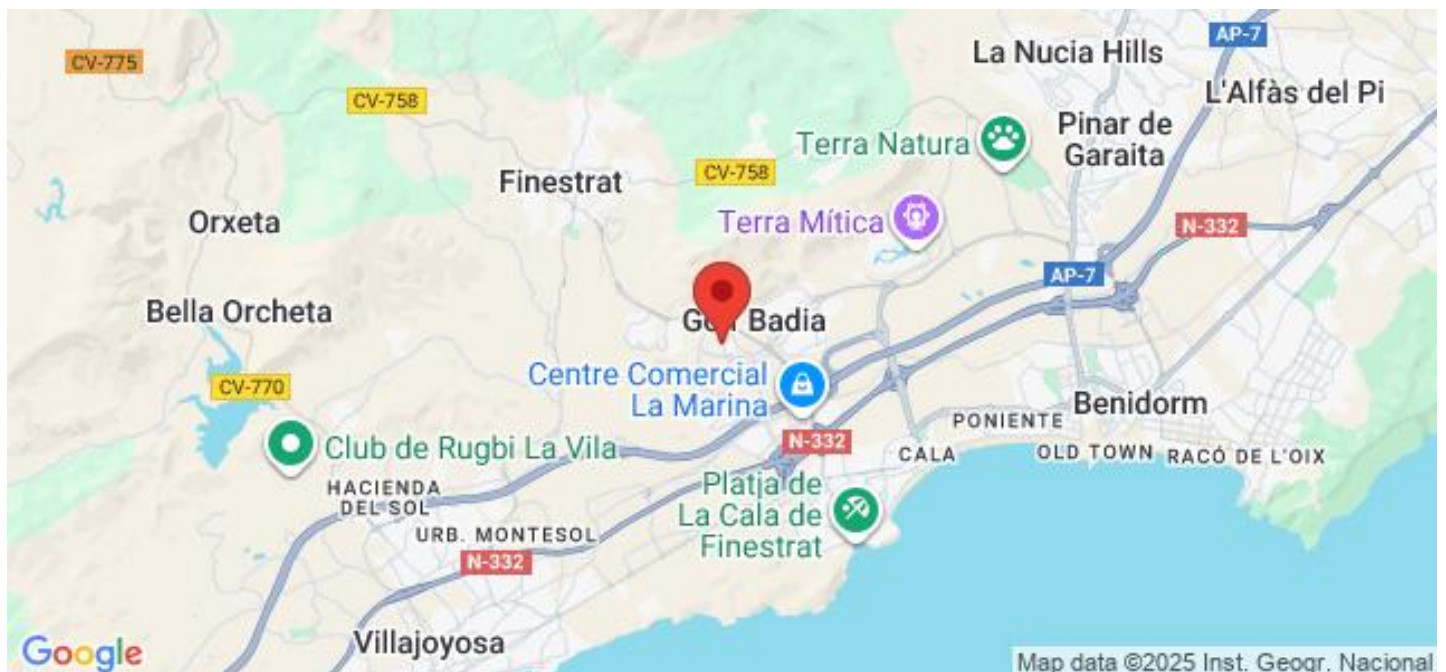 AP-7
La Nucia Hills
CV-775
L'Alfàs del Pi
CV-758
Pinar de
Garaita
Terra Natura
Finestrat
CV-758
Orxeta
Terra Mítica
N-332
AP-7
Bella Orcheta
Badia
Centre Comercial
La Marina
CV-770
Benidorm
PONIENTE
N-332
CALA
OLD TOWN
RACÓ DE L'OIX
Club de Rugbi La Vila
HACIENDA
DEL SOL
Platja de
La Cala de
Finestrat
URB. MONTESOL
N-332
Villajoyosa
Google
Map data ©2025 Inst. Geogr. Nacional